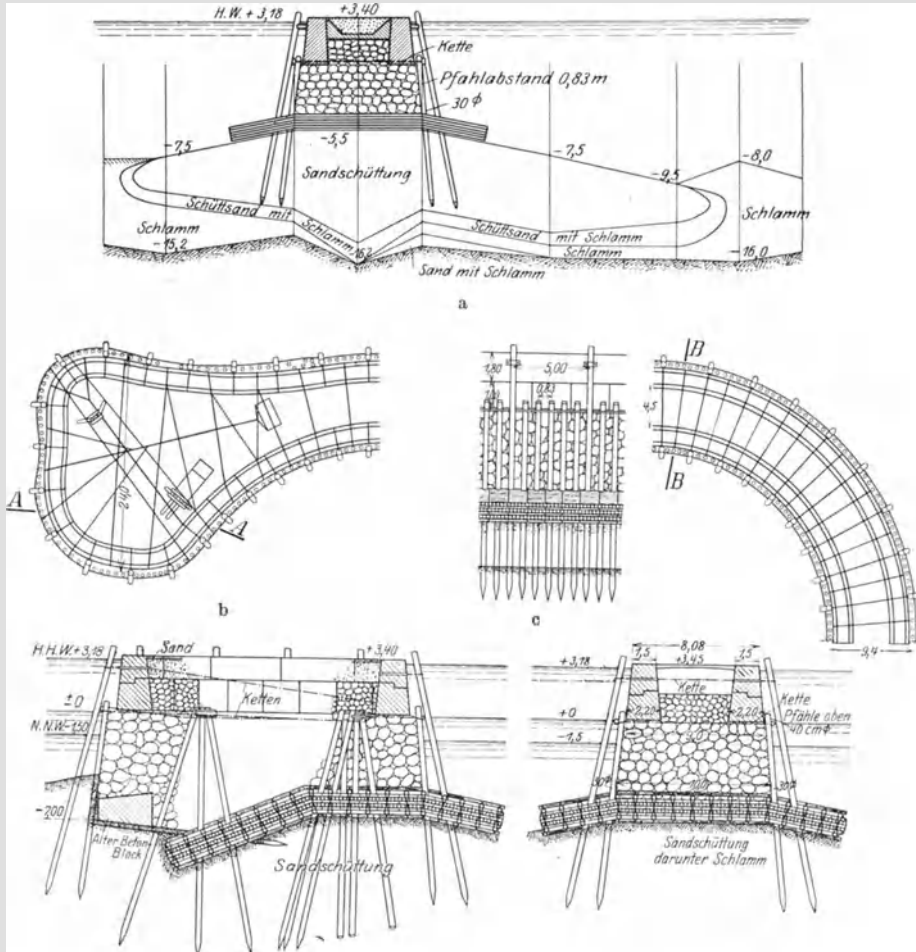 H.W. + 3,18
+3,40
Kette
Pfahlabstand 0,83 m
30 ϕ
-5,5
-7,5
Sandschüttung
-7,5
-9,5
-8,0
Schüttsand mit
Schlamm
Schlamm
-15,2
Schüttsand mit Schlamm
Schlamm
Schlamm
-16,0
Sand mit Schlamm
a
A
A
b
1,80
5,00
0,83
c
B
B
4,5
9,4
H.H.W.+3,18
Sand
+3,40
±0
Ketten
N.N.W.-1,50
-2,00
Alter Beton-
Block
Sandschüttung
8,08
1,5
+3,45
1,5
+3,18
Kette
Kette
Pfähle oben
40 cm ϕ
+0
2,20
2,20
-1,5
30 ϕ
Sandschüttung
darunter Schlamm